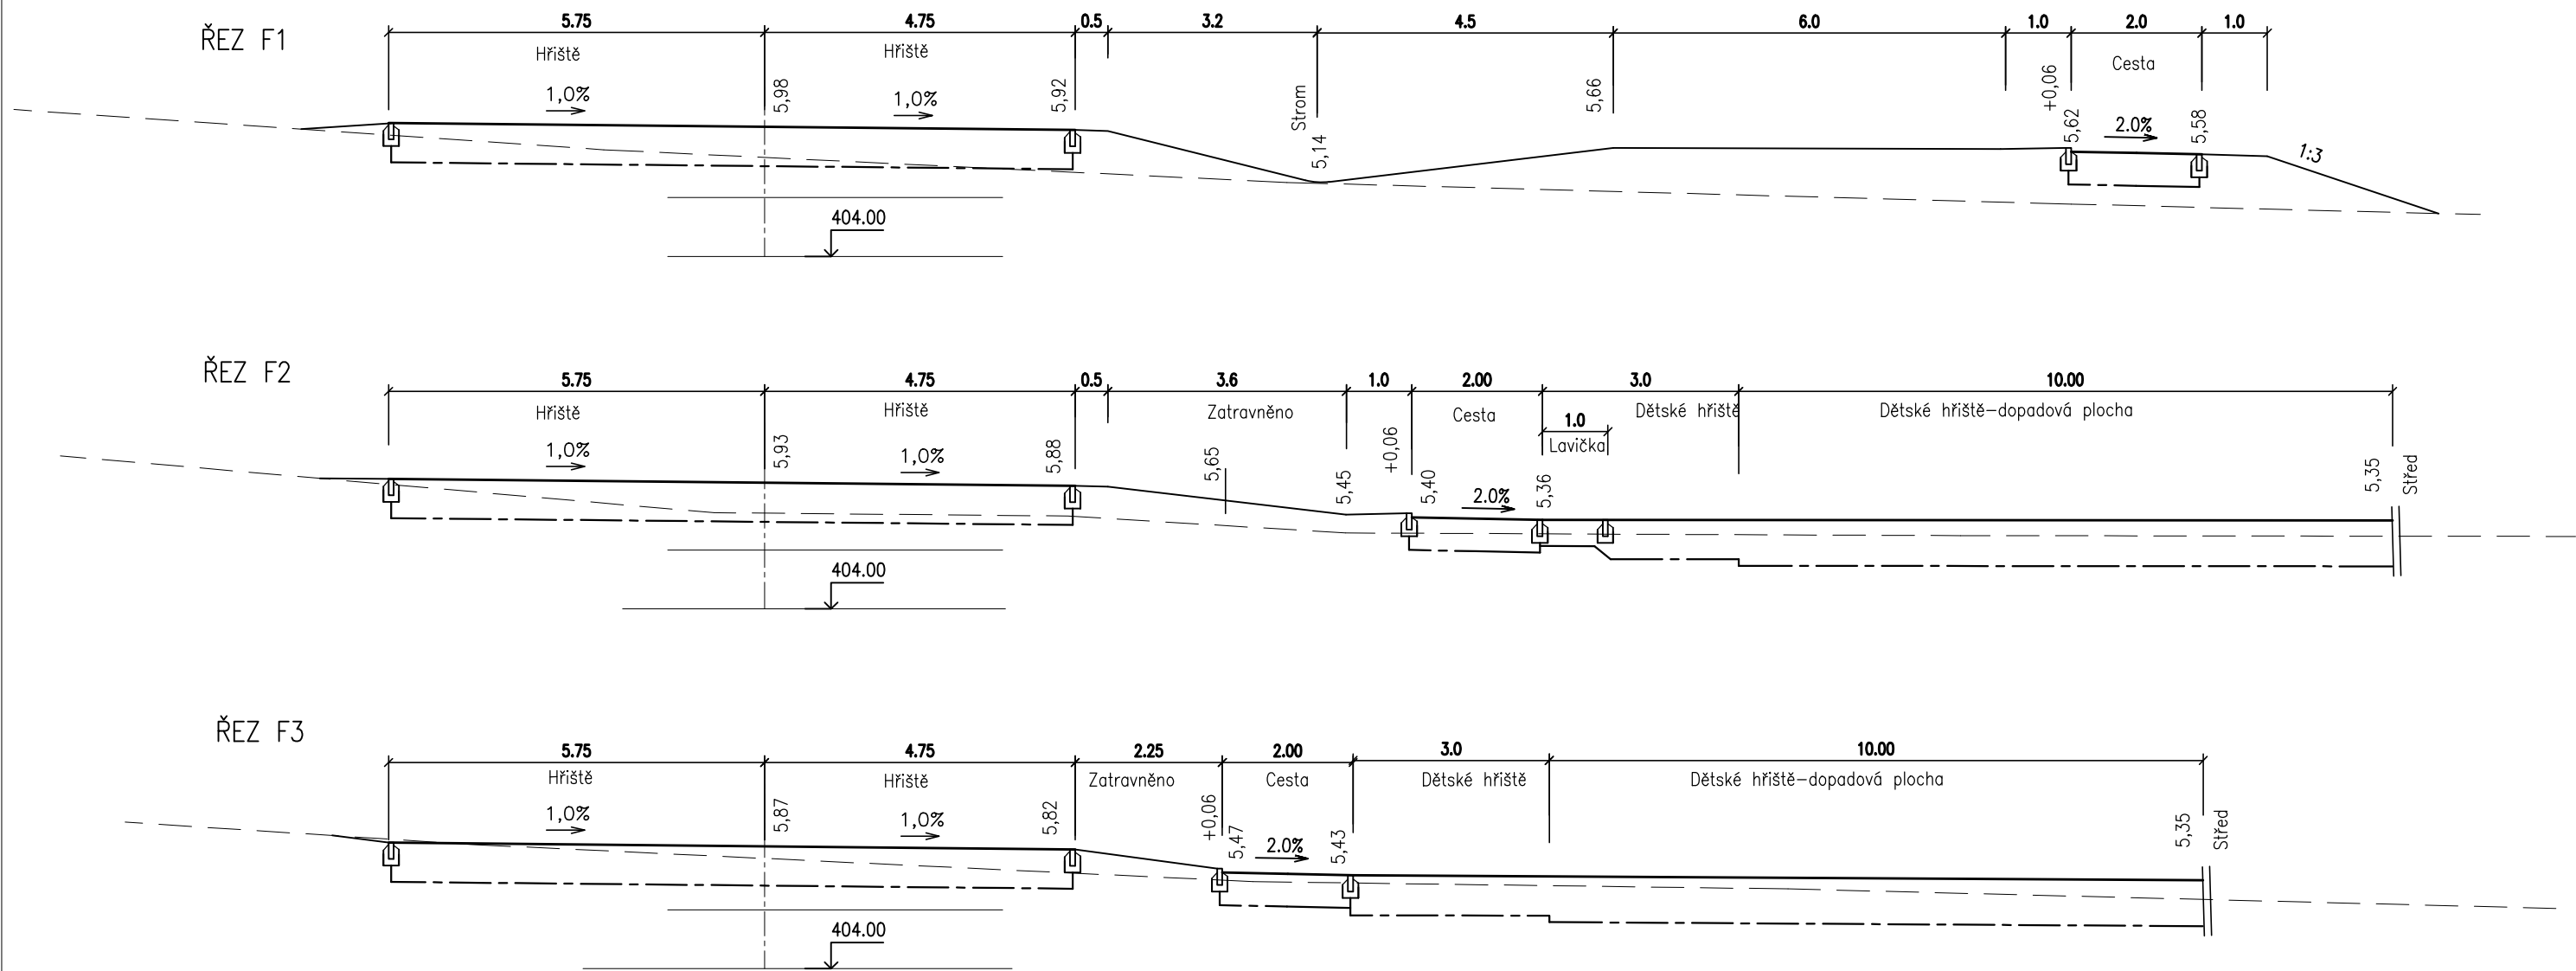 ŘEZ F1
5.75 4.75 0.5 3.2 4.5 6.0 1.0 2.0 1.0
Hřiště Hřiště Cesta
1,0% 5,98 1,0% 5,92 Strom 5,14 5,66 +0,06 5,62 2.0% 5,58 1:3
404.00
ŘEZ F2
5.75 4.75 0.5 3.6 1.0 2.00 3.0 10.00
Hřiště Hřiště Zatravněno Cesta Dětské hřiště Dětské hřiště-dopadová plocha
1.0
Lavička
1,0% 5,93 1,0% 5,88 5,65 5,45 +0,06 5,40 2.0% 5,36 5,35 Střed
404.00
ŘEZ F3
5.75 4.75 2.25 2.00 3.0 10.00
Hřiště Hřiště Zatravněno Cesta Dětské hřiště Dětské hřiště-dopadová plocha
1,0% 5,87 1,0% 5,82 +0,06 5,47 2.0% 5,43 5,35 Střed
404.00